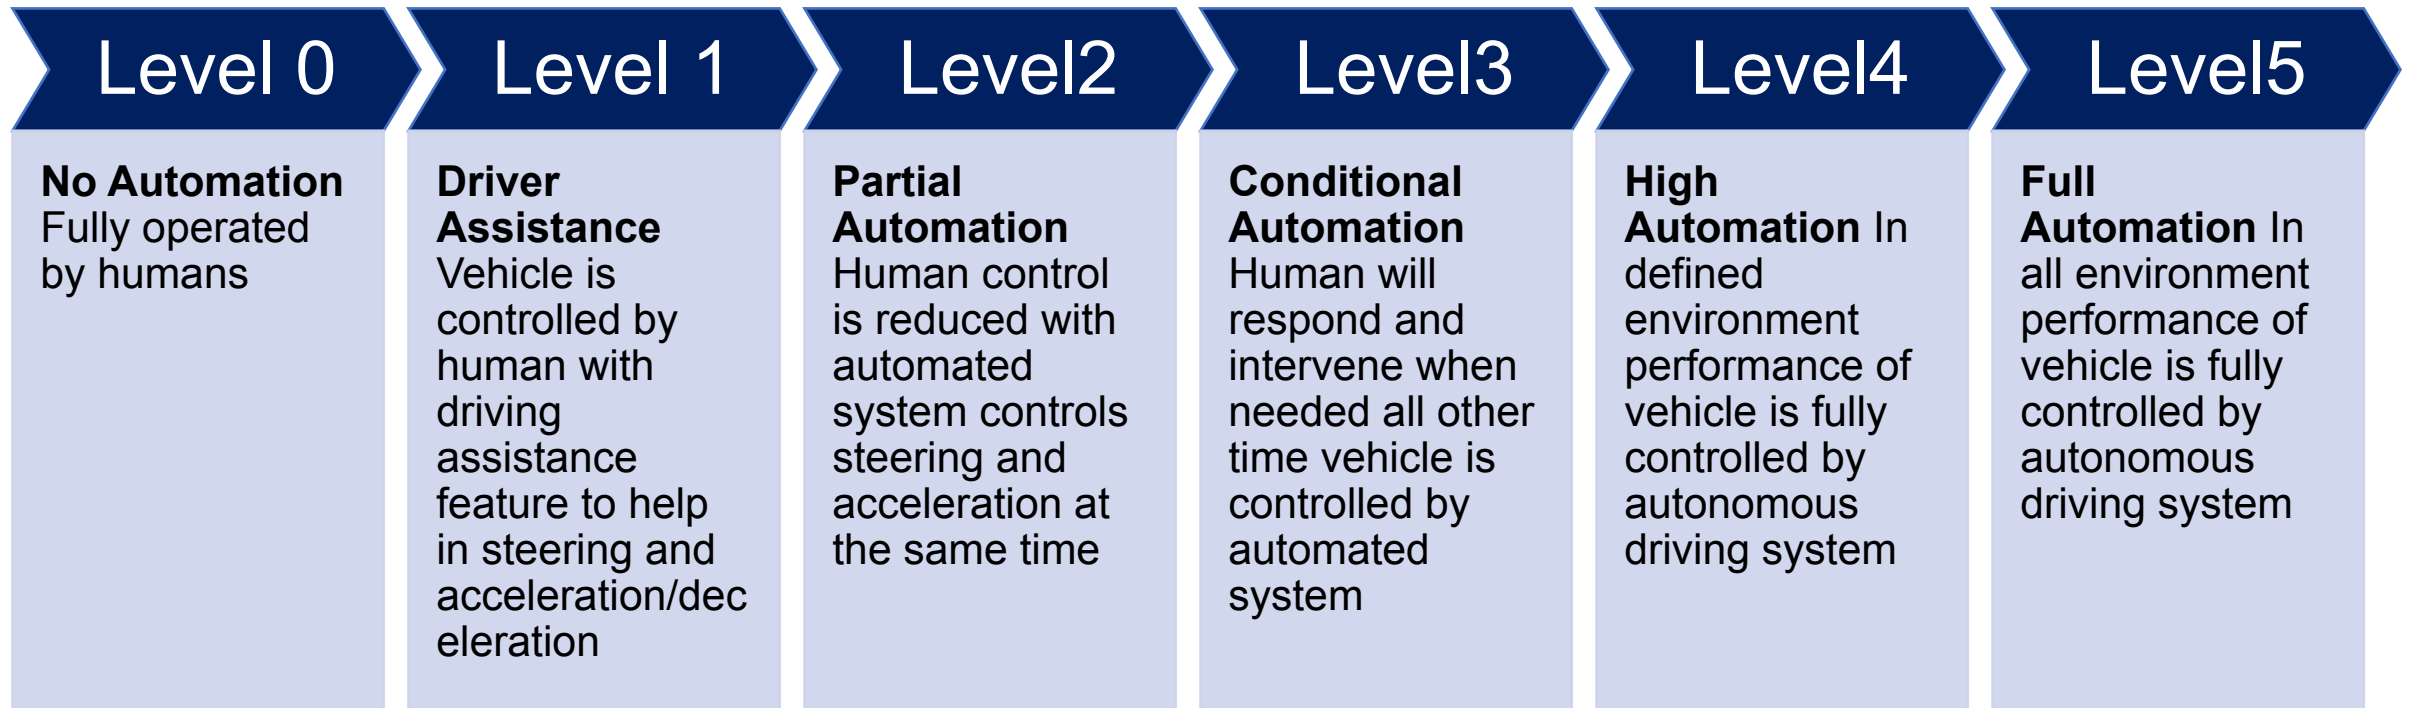 Level 0
No Automation
Fully operated
by humans
Level 1
Driver
Assistance
Vehicle is
controlled by
human with
driving
assistance
feature to help
in steering and
acceleration/dec
eleration
Level2
Partial
Automation
Human control
is reduced with
automated
system controls
steering and
acceleration at
the same time
Level3
Conditional
Automation
Human will
respond and
intervene when
needed all other
time vehicle is
controlled by
automated
system
Level4
High
Automation In
defined
environment
performance of
vehicle is fully
controlled by
autonomous
driving system
Level5
Full
Automation In
all environment
performance of
vehicle is fully
controlled by
autonomous
driving system